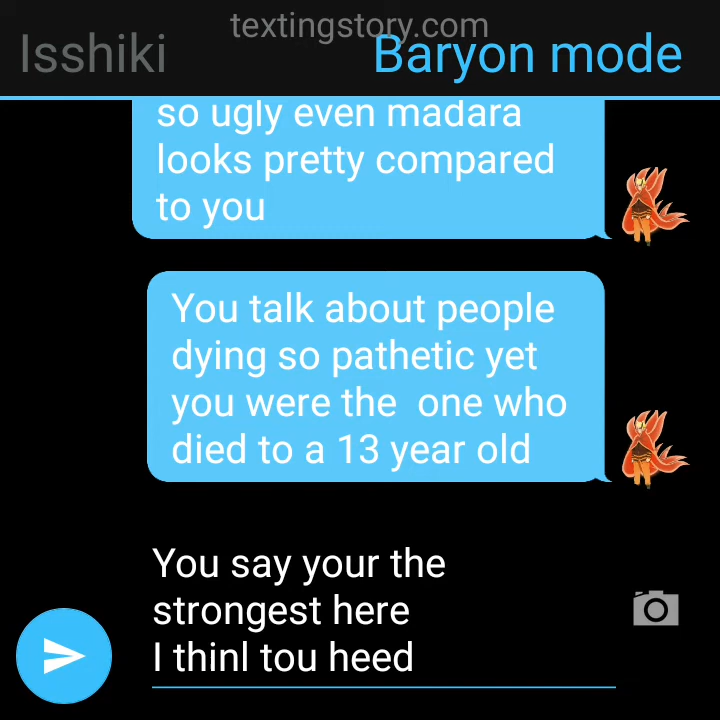 textingstory.com
Isshiki
Baryon mode
so ugly even madara
looks pretty compared
to you
You talk about people
dying so pathetic yet
you were the  one who
died to a 13 year old
You say your the
strongest here
I thinl tou heed